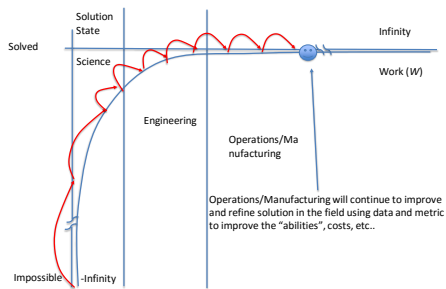 Solution
State
Infinity
Solved
Science
Work (W)
Engineering
Operations/Ma
nufacturing
Operations/Manufacturing will continue to improve
and refine solution in the field using data and metric
to improve the “abilities”, costs, etc..
Impossible
-Infinity